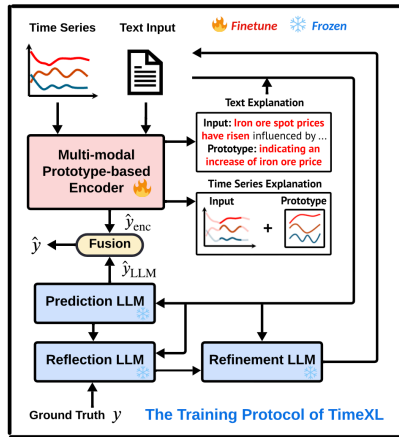 Time Series
Text Input
Finetune
Frozen
Text Explanation
Input: Iron ore spot prices
have risen influenced by ...
Prototype: indicating an
increase of iron ore price
Multi-modal
Prototype-based
Encoder
Time Series Explanation
Input
Prototype
+
ŷenc
ŷ
Fusion
ŷLLM
Prediction LLM
Reflection LLM
Refinement LLM
Ground Truth y
The Training Protocol of TimeXL